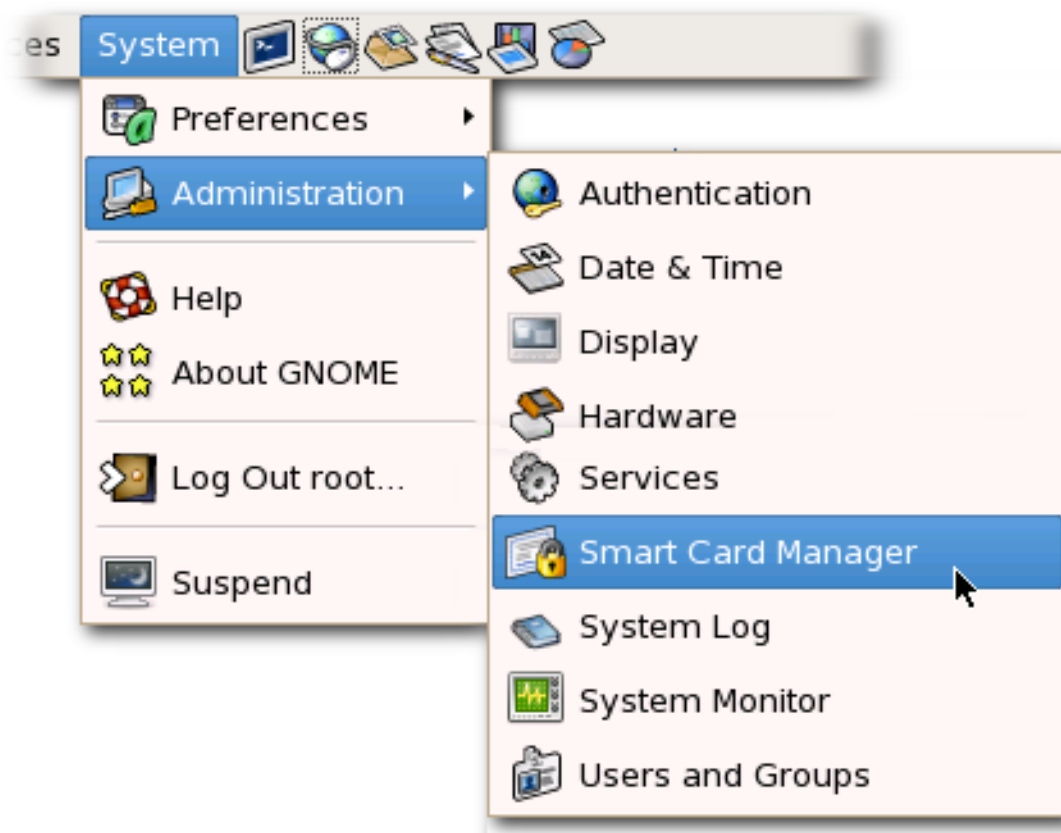 es System
Preferences
Administration
Help
About GNOME
Log Out root...
Suspend
Authentication
Date & Time
Display
Hardware
Services
Smart Card Manager
System Log
System Monitor
Users and Groups